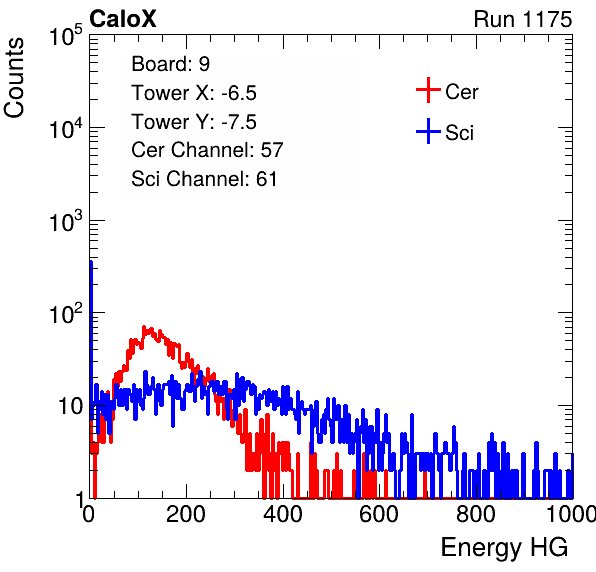 CaloX Run 1175
Counts
10^5
10^4
10^3
10^2
10
1
Board: 9
Tower X: -6.5
Tower Y: -7.5
Cer Channel: 57
Sci Channel: 61
Cer
Sci
0 200 400 600 800 1000
Energy HG